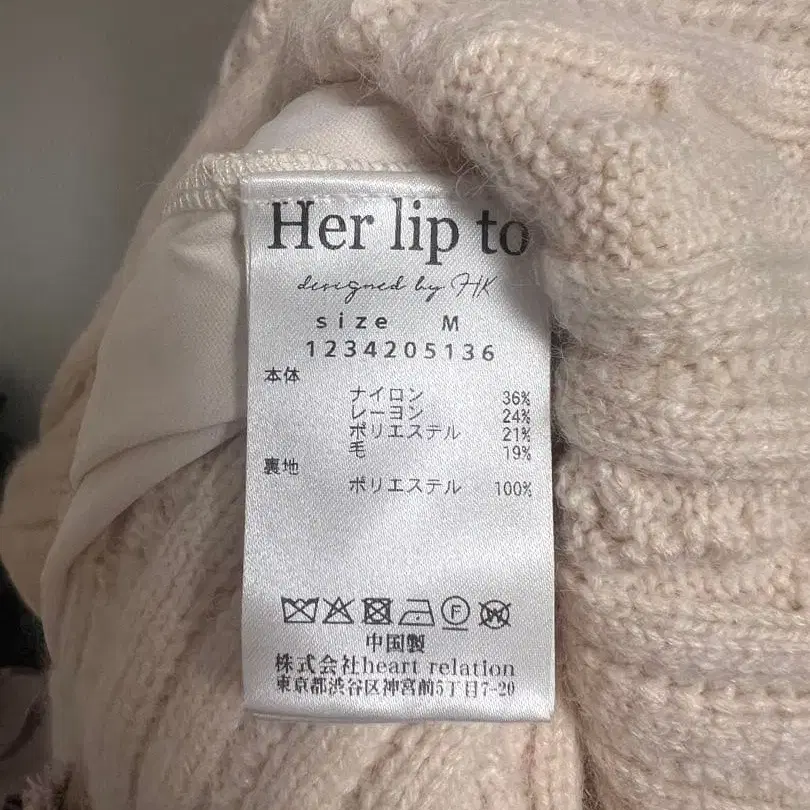 Her lip to
designed by HK
size M
1234205136
本体
ナイロン 36%
レーヨン 24%
ポリエステル 21%
毛 19%
裏地
ポリエステル 100%
F W
中国製
株式会社heart relation
東京都渋谷区神宮前5丁目7-20